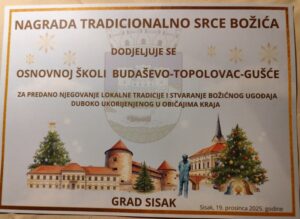 NAGRADA TRADICIONALNO SRCE BOŽIĆA
DODJELJUJE SE
OSNOVNOJ ŠKOLI BUDAŠEVO-TOPOLOVAC-GUŠĆE
ZA PREDANO NJEGOVANJE LOKALNE TRADICIJE I STVARANJE BOŽIĆNOG UGOĐAJA
DUBOKO UKORIJENJENOG U OBIČAJIMA KRAJA
GRAD SISAK
Sisak, 19. prosinca 2025. godine